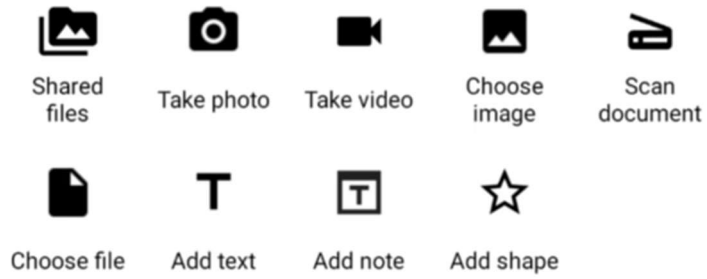 Shared
files
Take photo
Take video
Choose
image
Scan
document
Choose file
T
Add text
T
Add note
Add shape